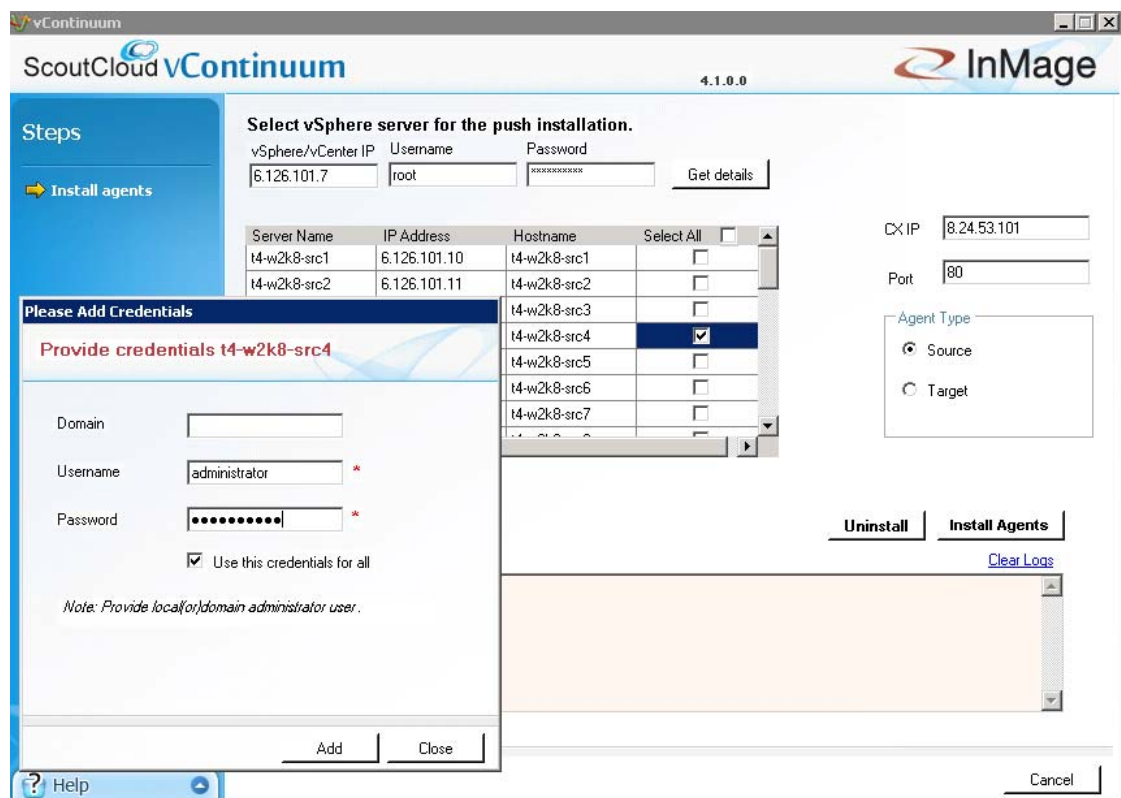 vContinuum
ScoutCloud vContinuum
4.1.0.0
InMage
Steps
Install agents
Select vSphere server for the push installation.
vSphere/vCenter IP Username Password
6.126.101.7 root xxxxxxxxxx Get details
Server Name IP Address Hostname Select All
t4-w2k8-src1 6.126.101.10 t4-w2k8-src1
t4-w2k8-src2 6.126.101.11 t4-w2k8-src2
t4-w2k8-src3
t4-w2k8-src4
t4-w2k8-src5
t4-w2k8-src6
t4-w2k8-src7
CX IP 8.24.53.101
Port 80
Agent Type
Source
Target
Please Add Credentials
Provide credentials t4-w2k8-src4
Domain
Username administrator *
Password ●●●●●●●●●● *
Use this credentials for all
Note: Provide local(or)domain administrator user .
Add Close
Uninstall Install Agents
Clear Logs
Help
Cancel